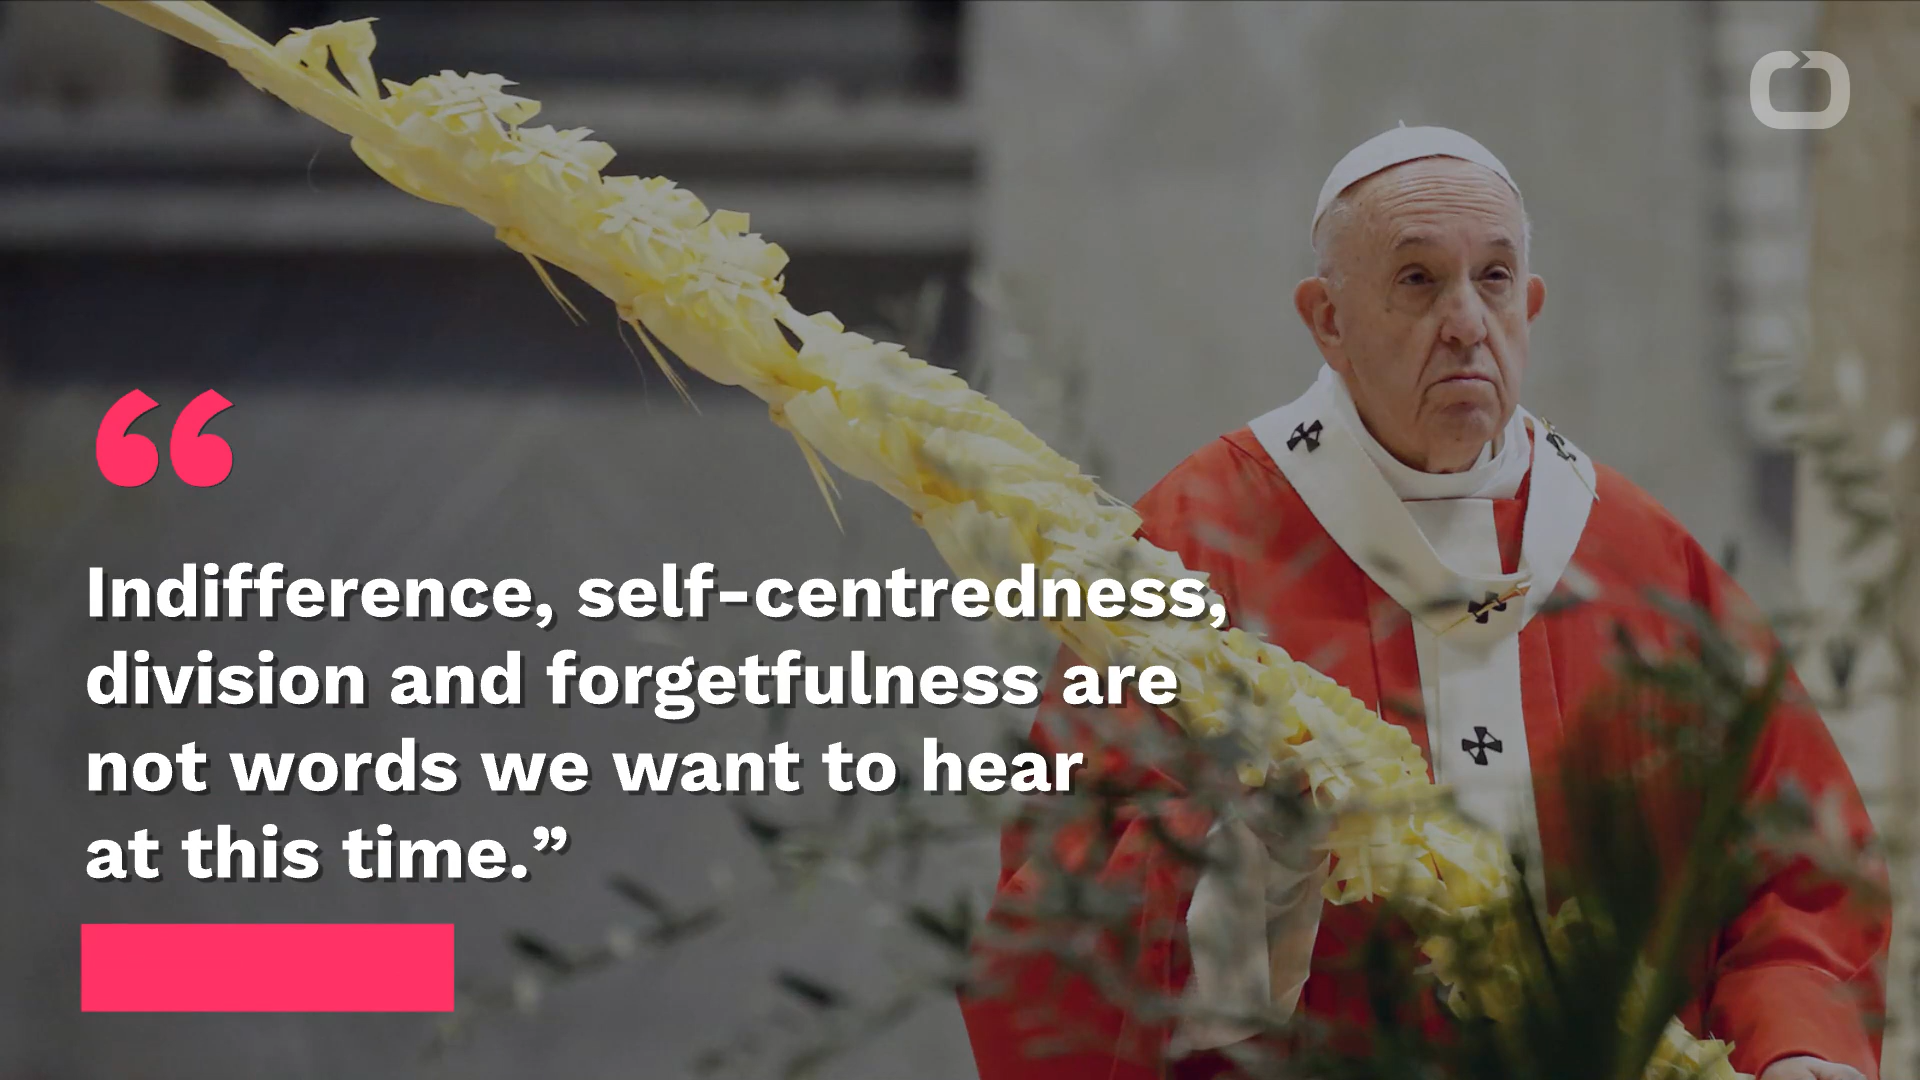 “
Indifference, self-centredness,
division and forgetfulness are
not words we want to hear
at this time.”